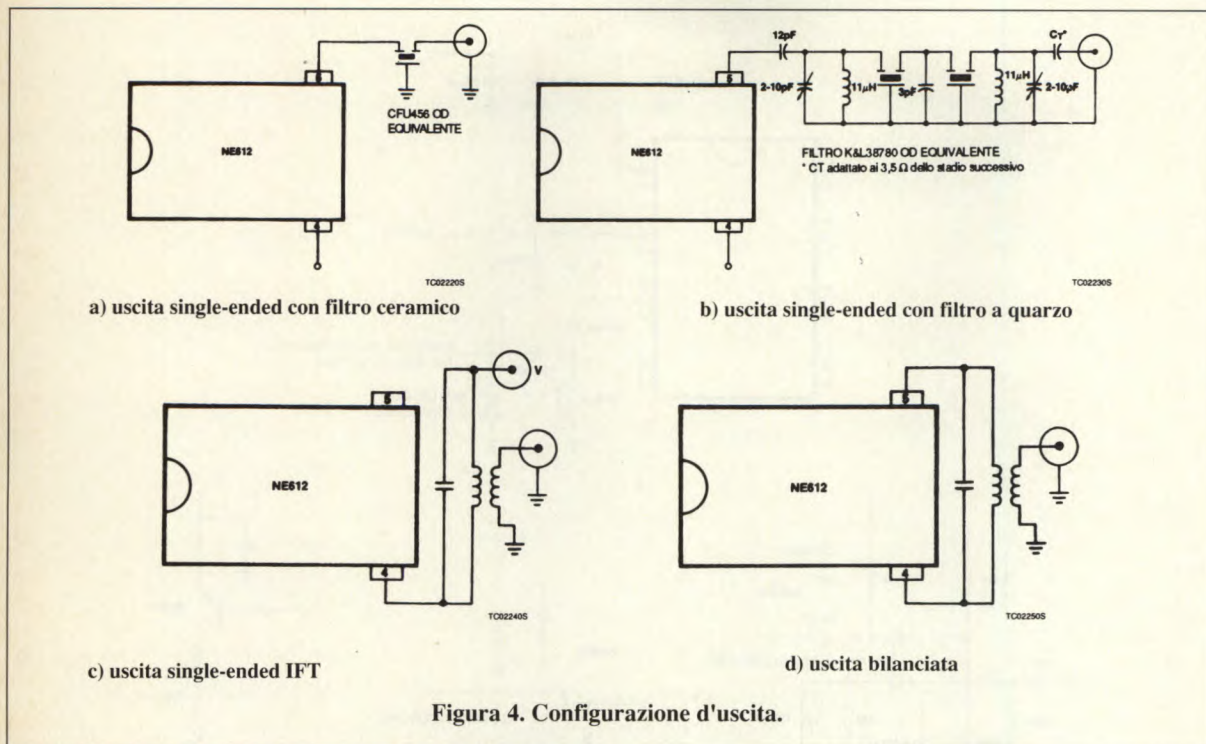 5
NE612
4
CFU456 OD
EQUIVALENTE
TC02220S
a) uscita single-ended con filtro ceramico
12pF
CT*
5
2-10pF
11µH
3pF
11µH
2-10pF
NE612
4
FILTRO K&L38780 OD EQUIVALENTE
* CT adattato ai 3,5 Ω dello stadio successivo
TC02230S
b) uscita single-ended con filtro a quarzo
V
5
NE612
4
TC02240S
c) uscita single-ended IFT
5
NE612
4
TC02250S
d) uscita bilanciata
Figura 4. Configurazione d'uscita.